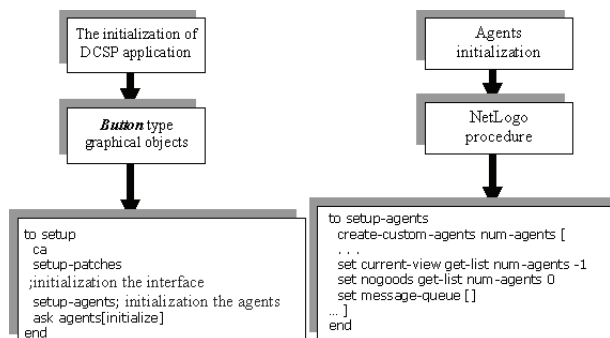 The initialization of
DCSP application
Button type
graphical objects
to setup
ca
setup-patches
;initialization the interface
setup-agents; initialization the agents
ask agents[initialize]
end
Agents
initialization
NetLogo
procedure
to setup-agents
create-custom-agents num-agents [
. . .
set current-view get-list num-agents -1
set nogoods get-list num-agents 0
set message-queue []
... ]
end